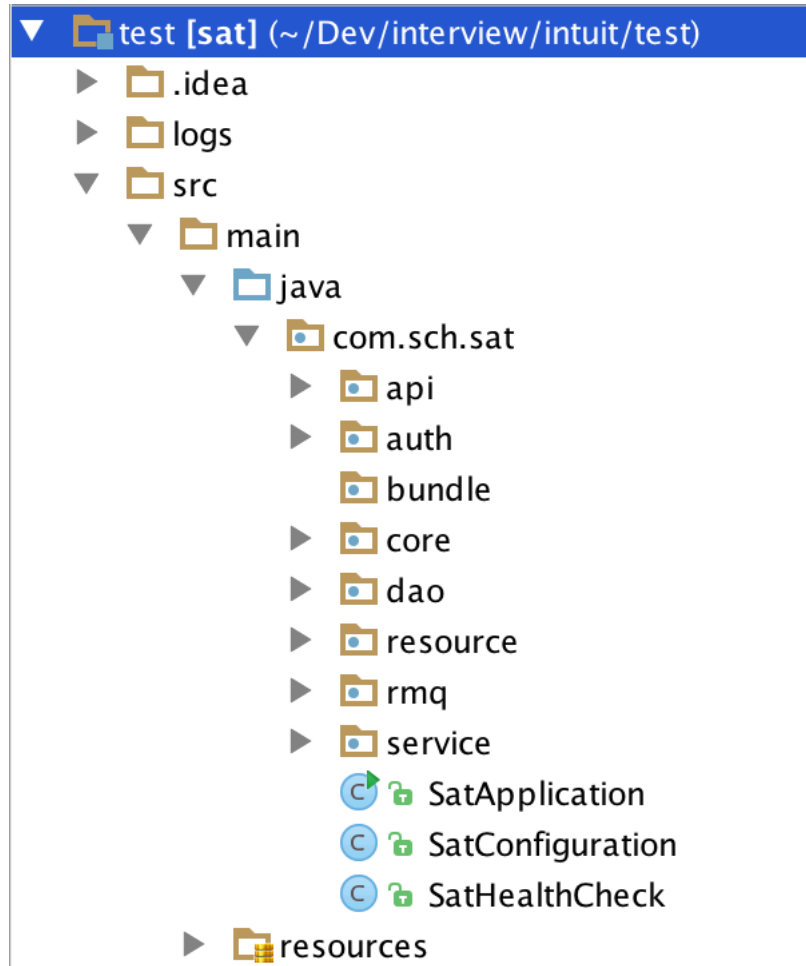 test [sat] (~/Dev/interview/intuit/test)
.idea
logs
src
main
java
com.sch.sat
api
auth
bundle
core
dao
resource
rmq
service
C SatApplication
C SatConfiguration
C SatHealthCheck
resources